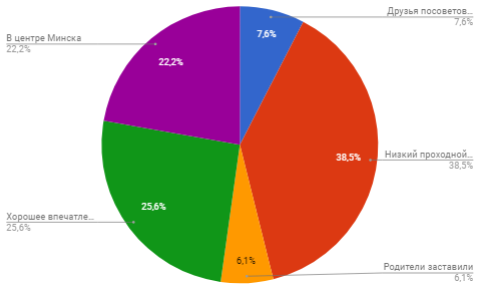 Друзья посоветов...
7,6%
7,6%
В центре Минска
22,2%
22,2%
Низкий проходной...
38,5%
38,5%
Хорошее впечатле...
25,6%
25,6%
Родители заставили
6,1%
6,1%